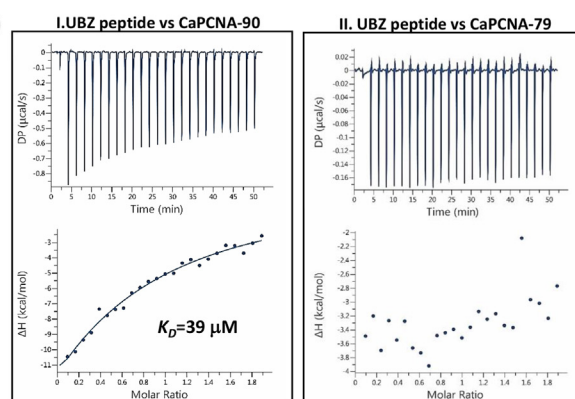 I.UBZ peptide vs CaPCNA-90
II. UBZ peptide vs CaPCNA-79
0
-0.1
-0.2
-0.3
-0.4
-0.5
-0.6
-0.7
-0.8
DP (µcal/s)
0 5 10 15 20 25 30 35 40 45 50
Time (min)
-3
-4
-5
-6
-7
-8
-9
-10
-11
ΔH (kcal/mol)
K_D=39 µM
0 0.2 0.4 0.6 0.8 1 1.2 1.4 1.6 1.8
Molar Ratio
0.02
0
-0.02
-0.04
-0.06
-0.08
-0.1
-0.12
-0.14
-0.16
DP (µcal/s)
0 5 10 15 20 25 30 35 40 45 50
Time (min)
-2
-2.2
-2.4
-2.6
-2.8
-3
-3.2
-3.4
-3.6
-3.8
-4
ΔH (kcal/mol)
0 0.2 0.4 0.6 0.8 1 1.2 1.4 1.6 1.8
Molar Ratio